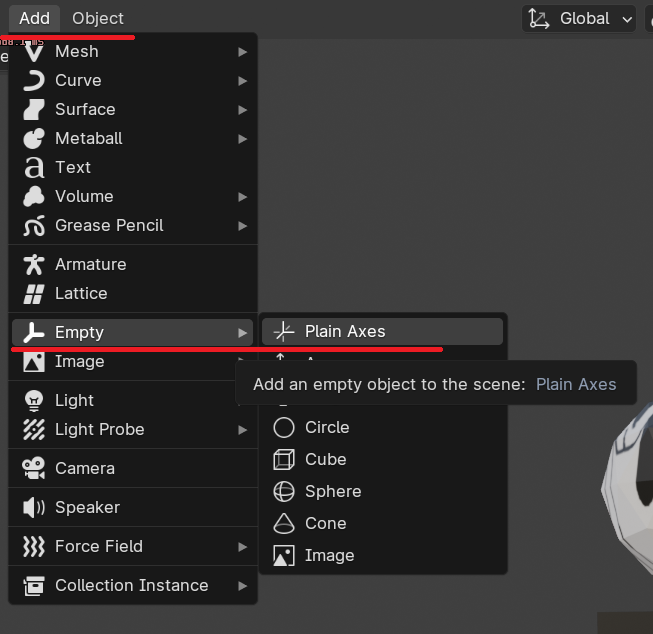 Add Object Global
Mesh
Curve
Surface
Metaball
Text
Volume
Grease Pencil
Armature
Lattice
Empty Plain Axes
Image
Add an empty object to the scene: Plain Axes
Light
Light Probe Circle
Cube
Camera
Sphere
Speaker
Cone
Force Field
Image
Collection Instance